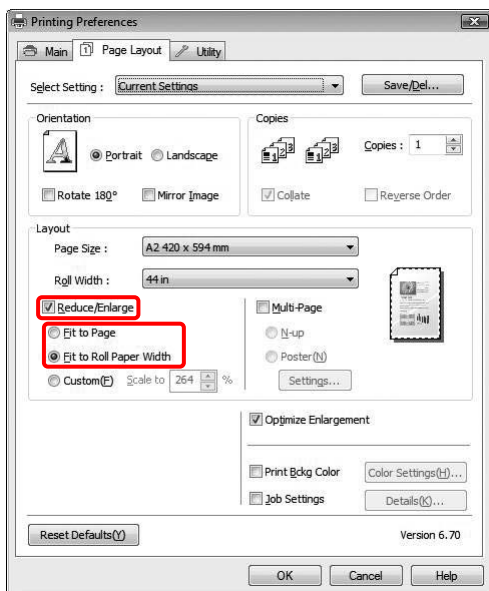 Printing Preferences
Main
Page Layout
Utility
Select Setting : Current Settings Save/Del...
Orientation
Portrait Landscape
Rotate 180° Mirror Image
Copies
Copies : 1
Collate Reverse Order
Layout
Page Size : A2 420 x 594 mm
Roll Width : 44 in
Reduce/Enlarge
Fit to Page
Fit to Roll Paper Width
Custom(F) Scale to 264 %
Multi-Page
N-up
Poster(N)
Settings...
Optimize Enlargement
Print Bckg Color Color Settings(H)...
Job Settings Details(K)...
Reset Defaults(Y) Version 6.70
OK Cancel Help